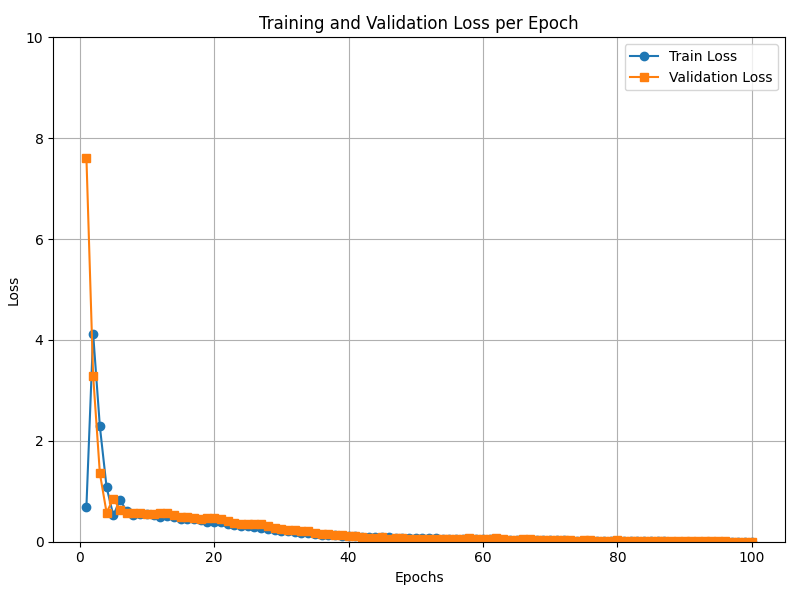 Training and Validation Loss per Epoch
10
8
6
4
2
0
Loss
Train Loss
Validation Loss
0 20 40 60 80 100
Epochs